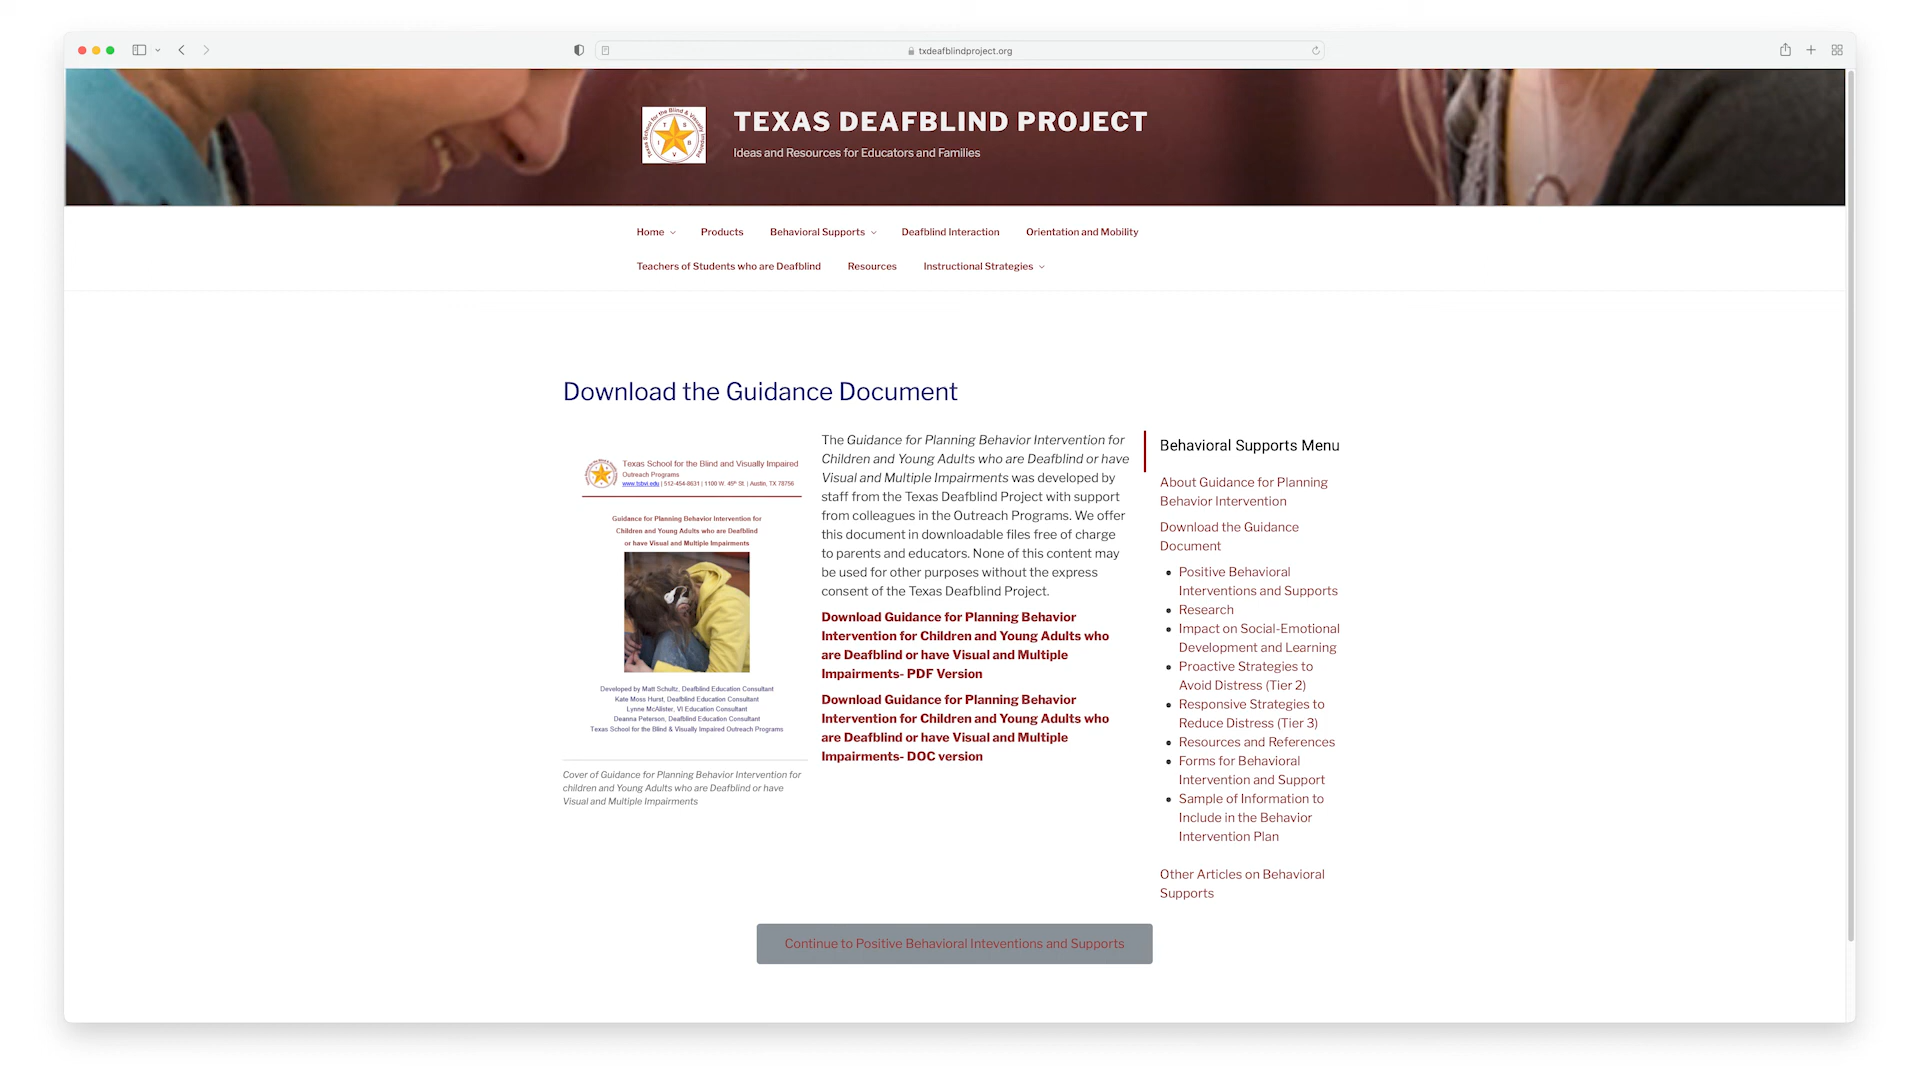 txdeafblindproject.org
TEXAS DEAFBLIND PROJECT
Ideas and Resources for Educators and Families
Home
Products
Behavioral Supports
Deafblind Interaction
Orientation and Mobility
Teachers of Students who are Deafblind
Resources
Instructional Strategies
Download the Guidance Document
Texas School for the Blind and Visually Impaired
Outreach Programs
www.tsbvi.edu | 512-454-8631 | 1100 W. 45th St. | Austin, TX 78756
Guidance for Planning Behavior Intervention for
Children and Young Adults who are Deafblind
or have Visual and Multiple Impairments
Developed by Matt Schultz, Deafblind Education Consultant
Kate Moss Hurst, Deafblind Education Consultant
Lynne McAlister, VI Education Consultant
Deanna Peterson, Deafblind Education Consultant
Texas School for the Blind & Visually Impaired Outreach Programs
Cover of Guidance for Planning Behavior Intervention for
children and Young Adults who are Deafblind or have
Visual and Multiple Impairments
The Guidance for Planning Behavior Intervention for
Children and Young Adults who are Deafblind or have
Visual and Multiple Impairments was developed by
staff from the Texas Deafblind Project with support
from colleagues in the Outreach Programs. We offer
this document in downloadable files free of charge
to parents and educators. None of this content may
be used for other purposes without the express
consent of the Texas Deafblind Project.
Download Guidance for Planning Behavior
Intervention for Children and Young Adults who
are Deafblind or have Visual and Multiple
Impairments- PDF Version
Download Guidance for Planning Behavior
Intervention for Children and Young Adults who
are Deafblind or have Visual and Multiple
Impairments- DOC version
Behavioral Supports Menu
About Guidance for Planning
Behavior Intervention
Download the Guidance
Document
Positive Behavioral
Interventions and Supports
Research
Impact on Social-Emotional
Development and Learning
Proactive Strategies to
Avoid Distress (Tier 2)
Responsive Strategies to
Reduce Distress (Tier 3)
Resources and References
Forms for Behavioral
Intervention and Support
Sample of Information to
Include in the Behavior
Intervention Plan
Other Articles on Behavioral
Supports
Continue to Positive Behavioral Inteventions and Supports